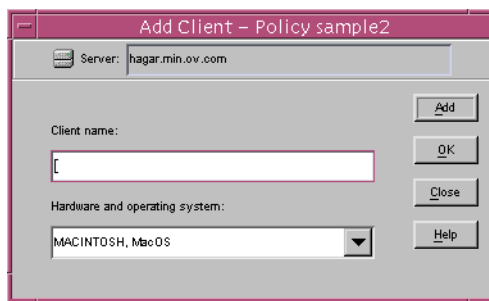 Add Client – Policy sample2
Server: hagar.min.ov.com
Add
Client name:
OK
[
Close
Hardware and operating system:
Help
MACINTOSH, MacOS